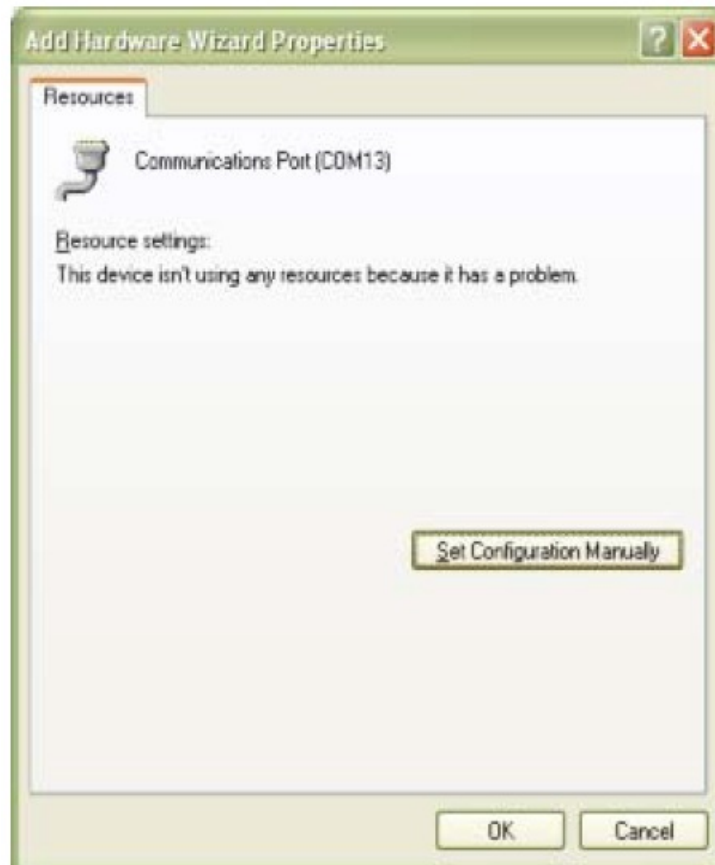 Add Hardware Wizard Properties
Resources
Communications Port (COM13)
Resource settings:
This device isn't using any resources because it has a problem.
Set Configuration Manually
OK
Cancel